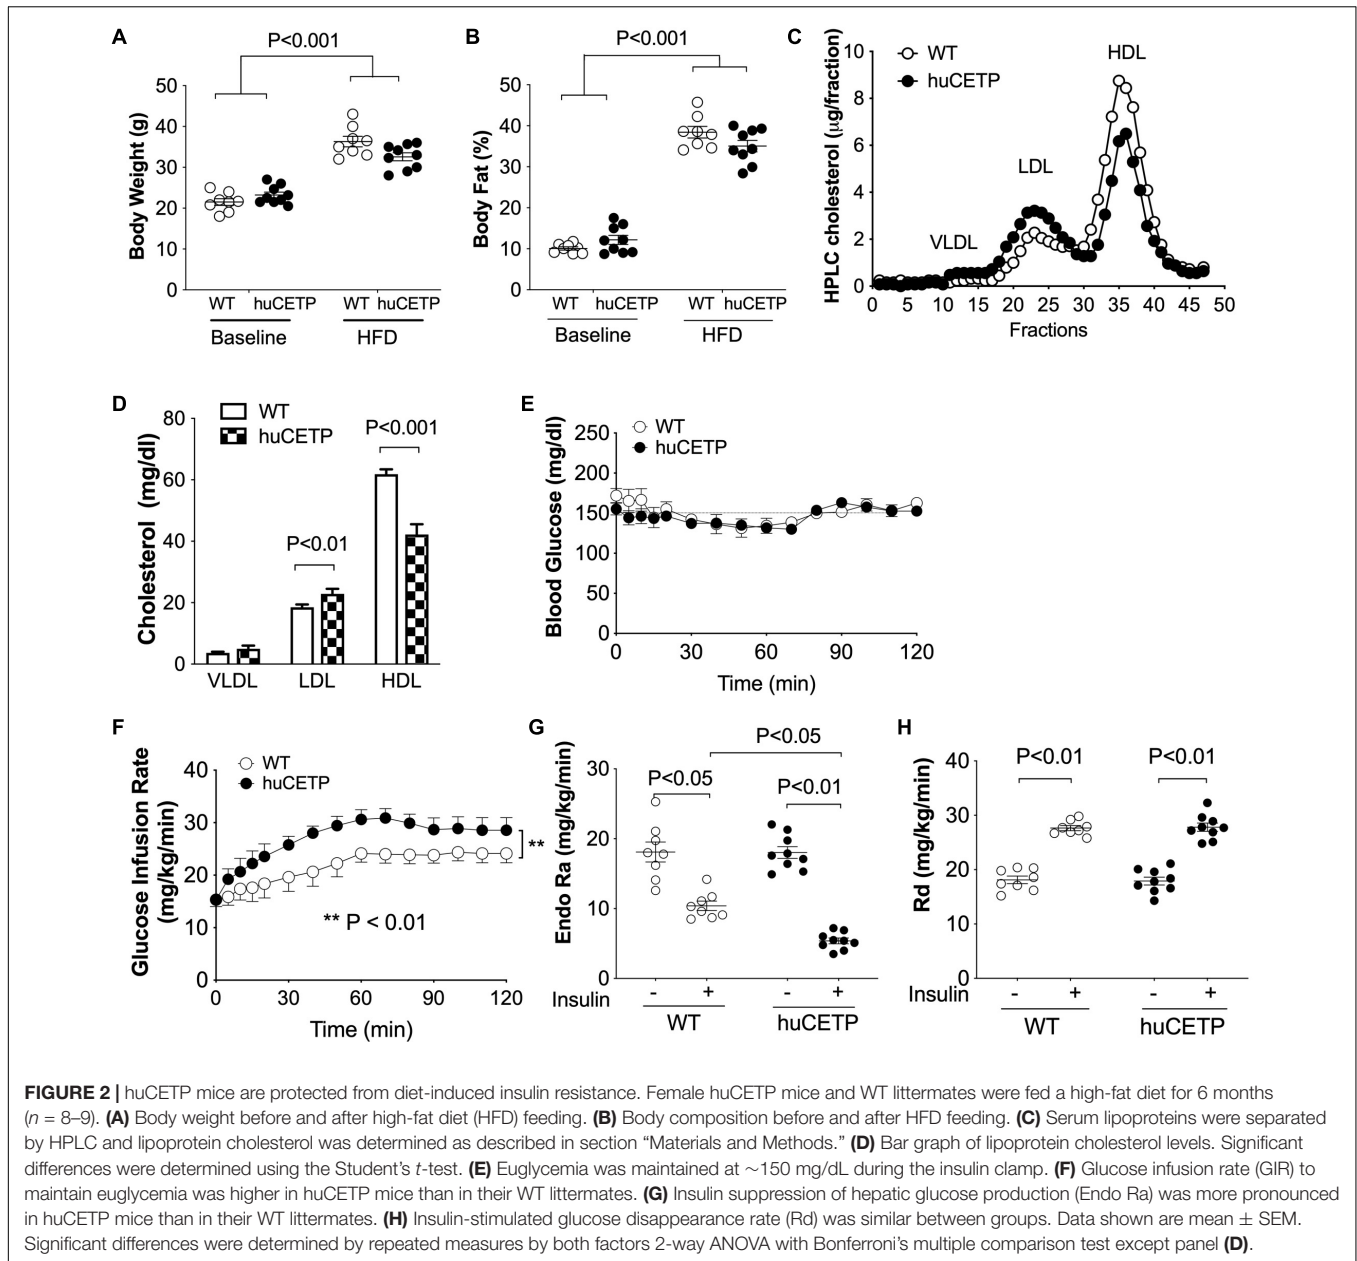 A
P<0.001
Body Weight (g)
50
40
30
20
10
0
WT huCETP WT huCETP
Baseline HFD
B
P<0.001
Body Fat (%)
50
40
30
20
10
0
WT huCETP WT huCETP
Baseline HFD
C
WT
huCETP
HDL
LDL
VLDL
HPLC cholesterol (µg/fraction)
10
8
6
4
2
0
0 5 10 15 20 25 30 35 40 45 50
Fractions
D
WT
huCETP
P<0.001
P<0.01
Cholesterol (mg/dl)
80
60
40
20
0
VLDL LDL HDL
E
WT
huCETP
Blood Glucose (mg/dl)
250
200
150
100
50
0
0 30 60 90 120
Time (min)
F
WT
huCETP
Glucose Infusion Rate
(mg/kg/min)
40
30
20
10
0
**
** P < 0.01
0 30 60 90 120
Time (min)
G
P<0.05
P<0.05
P<0.01
Endo Ra (mg/kg/min)
30
20
10
0
Insulin - + - +
WT huCETP
H
P<0.01 P<0.01
Rd (mg/kg/min)
40
30
20
10
0
Insulin - + - +
WT huCETP
FIGURE 2 | huCETP mice are protected from diet-induced insulin resistance. Female huCETP mice and WT littermates were fed a high-fat diet for 6 months
(n = 8–9). (A) Body weight before and after high-fat diet (HFD) feeding. (B) Body composition before and after HFD feeding. (C) Serum lipoproteins were separated
by HPLC and lipoprotein cholesterol was determined as described in section “Materials and Methods.” (D) Bar graph of lipoprotein cholesterol levels. Significant
differences were determined using the Student’s t-test. (E) Euglycemia was maintained at ∼150 mg/dL during the insulin clamp. (F) Glucose infusion rate (GIR) to
maintain euglycemia was higher in huCETP mice than in their WT littermates. (G) Insulin suppression of hepatic glucose production (Endo Ra) was more pronounced
in huCETP mice than in their WT littermates. (H) Insulin-stimulated glucose disappearance rate (Rd) was similar between groups. Data shown are mean ± SEM.
Significant differences were determined by repeated measures by both factors 2-way ANOVA with Bonferroni’s multiple comparison test except panel (D).